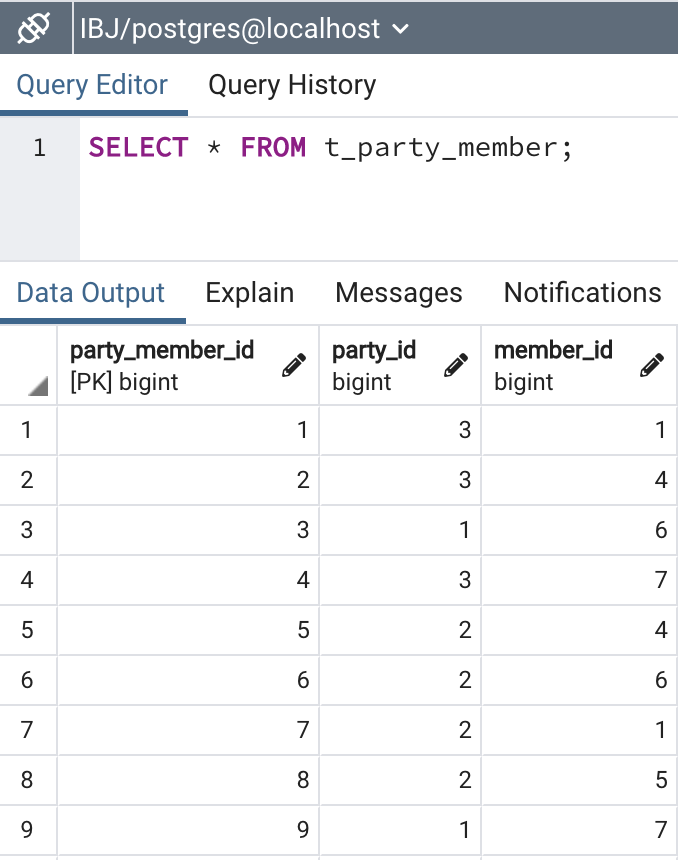 IBJ/postgres@localhost
Query Editor Query History
1 SELECT * FROM t_party_member;
Data Output Explain Messages Notifications
party_member_id party_id member_id
[PK] bigint bigint bigint
1 1 3 1
2 2 3 4
3 3 1 6
4 4 3 7
5 5 2 4
6 6 2 6
7 7 2 1
8 8 2 5
9 9 1 7